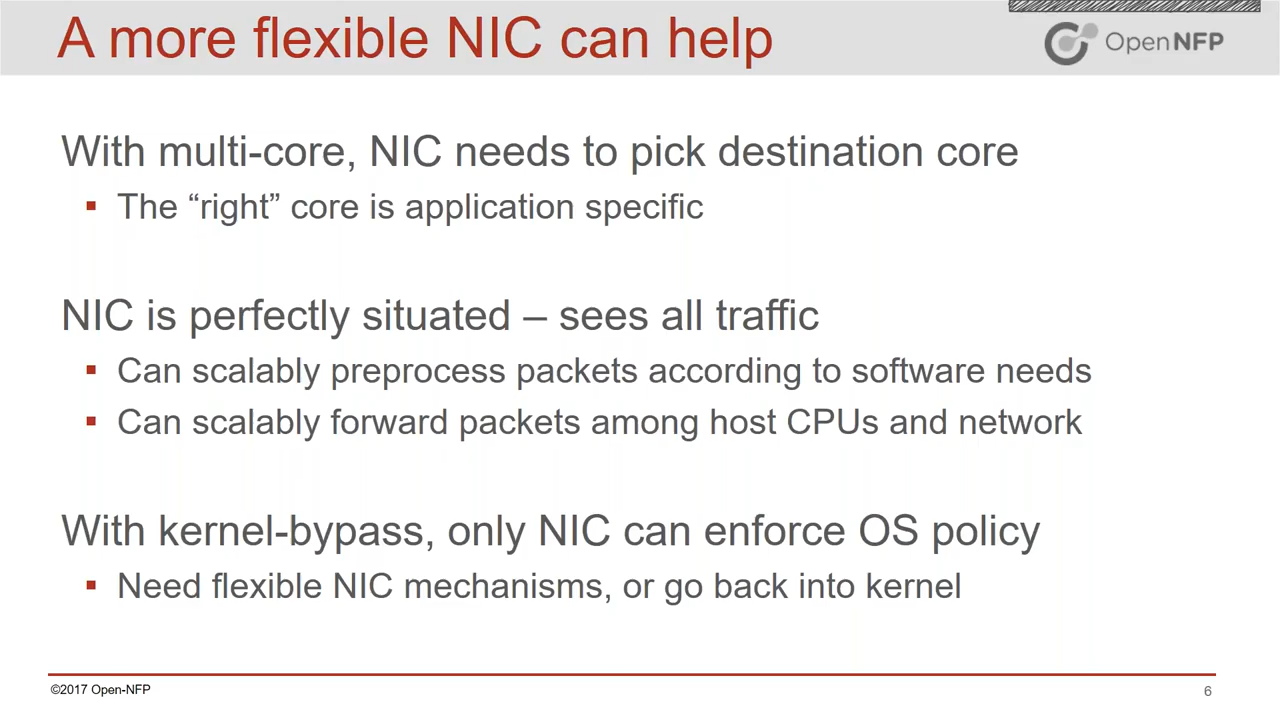 A more flexible NIC can help
Open NFP
With multi-core, NIC needs to pick destination core
▪ The “right” core is application specific
NIC is perfectly situated – sees all traffic
▪ Can scalably preprocess packets according to software needs
▪ Can scalably forward packets among host CPUs and network
With kernel-bypass, only NIC can enforce OS policy
▪ Need flexible NIC mechanisms, or go back into kernel
©2017 Open-NFP
6